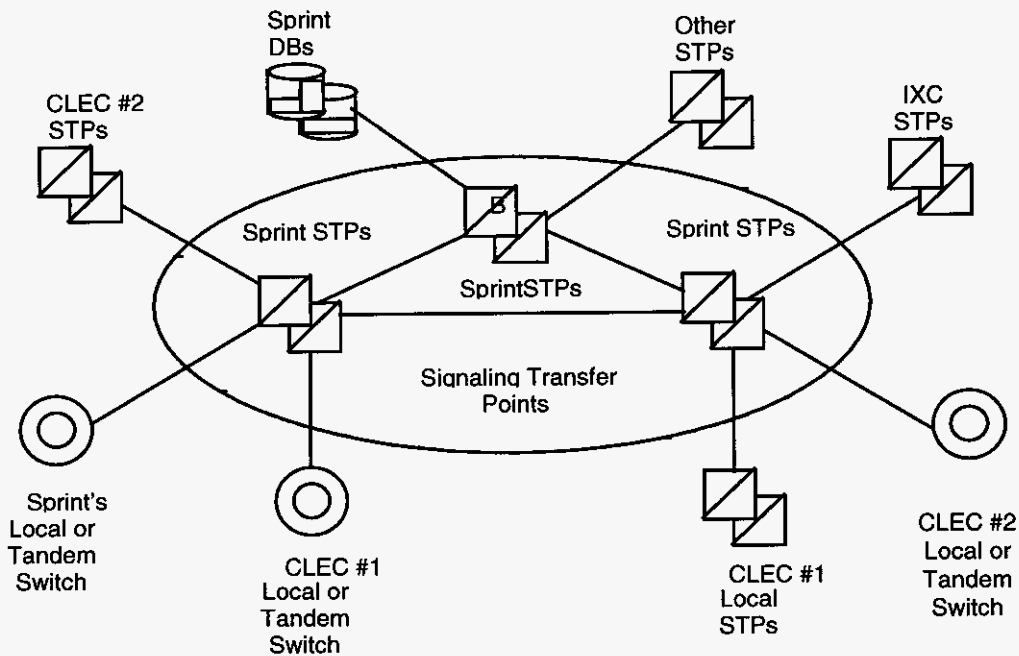 Sprint
DBs
Other
STPs
CLEC #2
STPs
IXC
STPs
B
Sprint STPs
Sprint STPs
SprintSTPs
Signaling Transfer
Points
Sprint's
Local or
Tandem
Switch
CLEC #1
Local or
Tandem
Switch
CLEC #1
Local
STPs
CLEC #2
Local or
Tandem
Switch